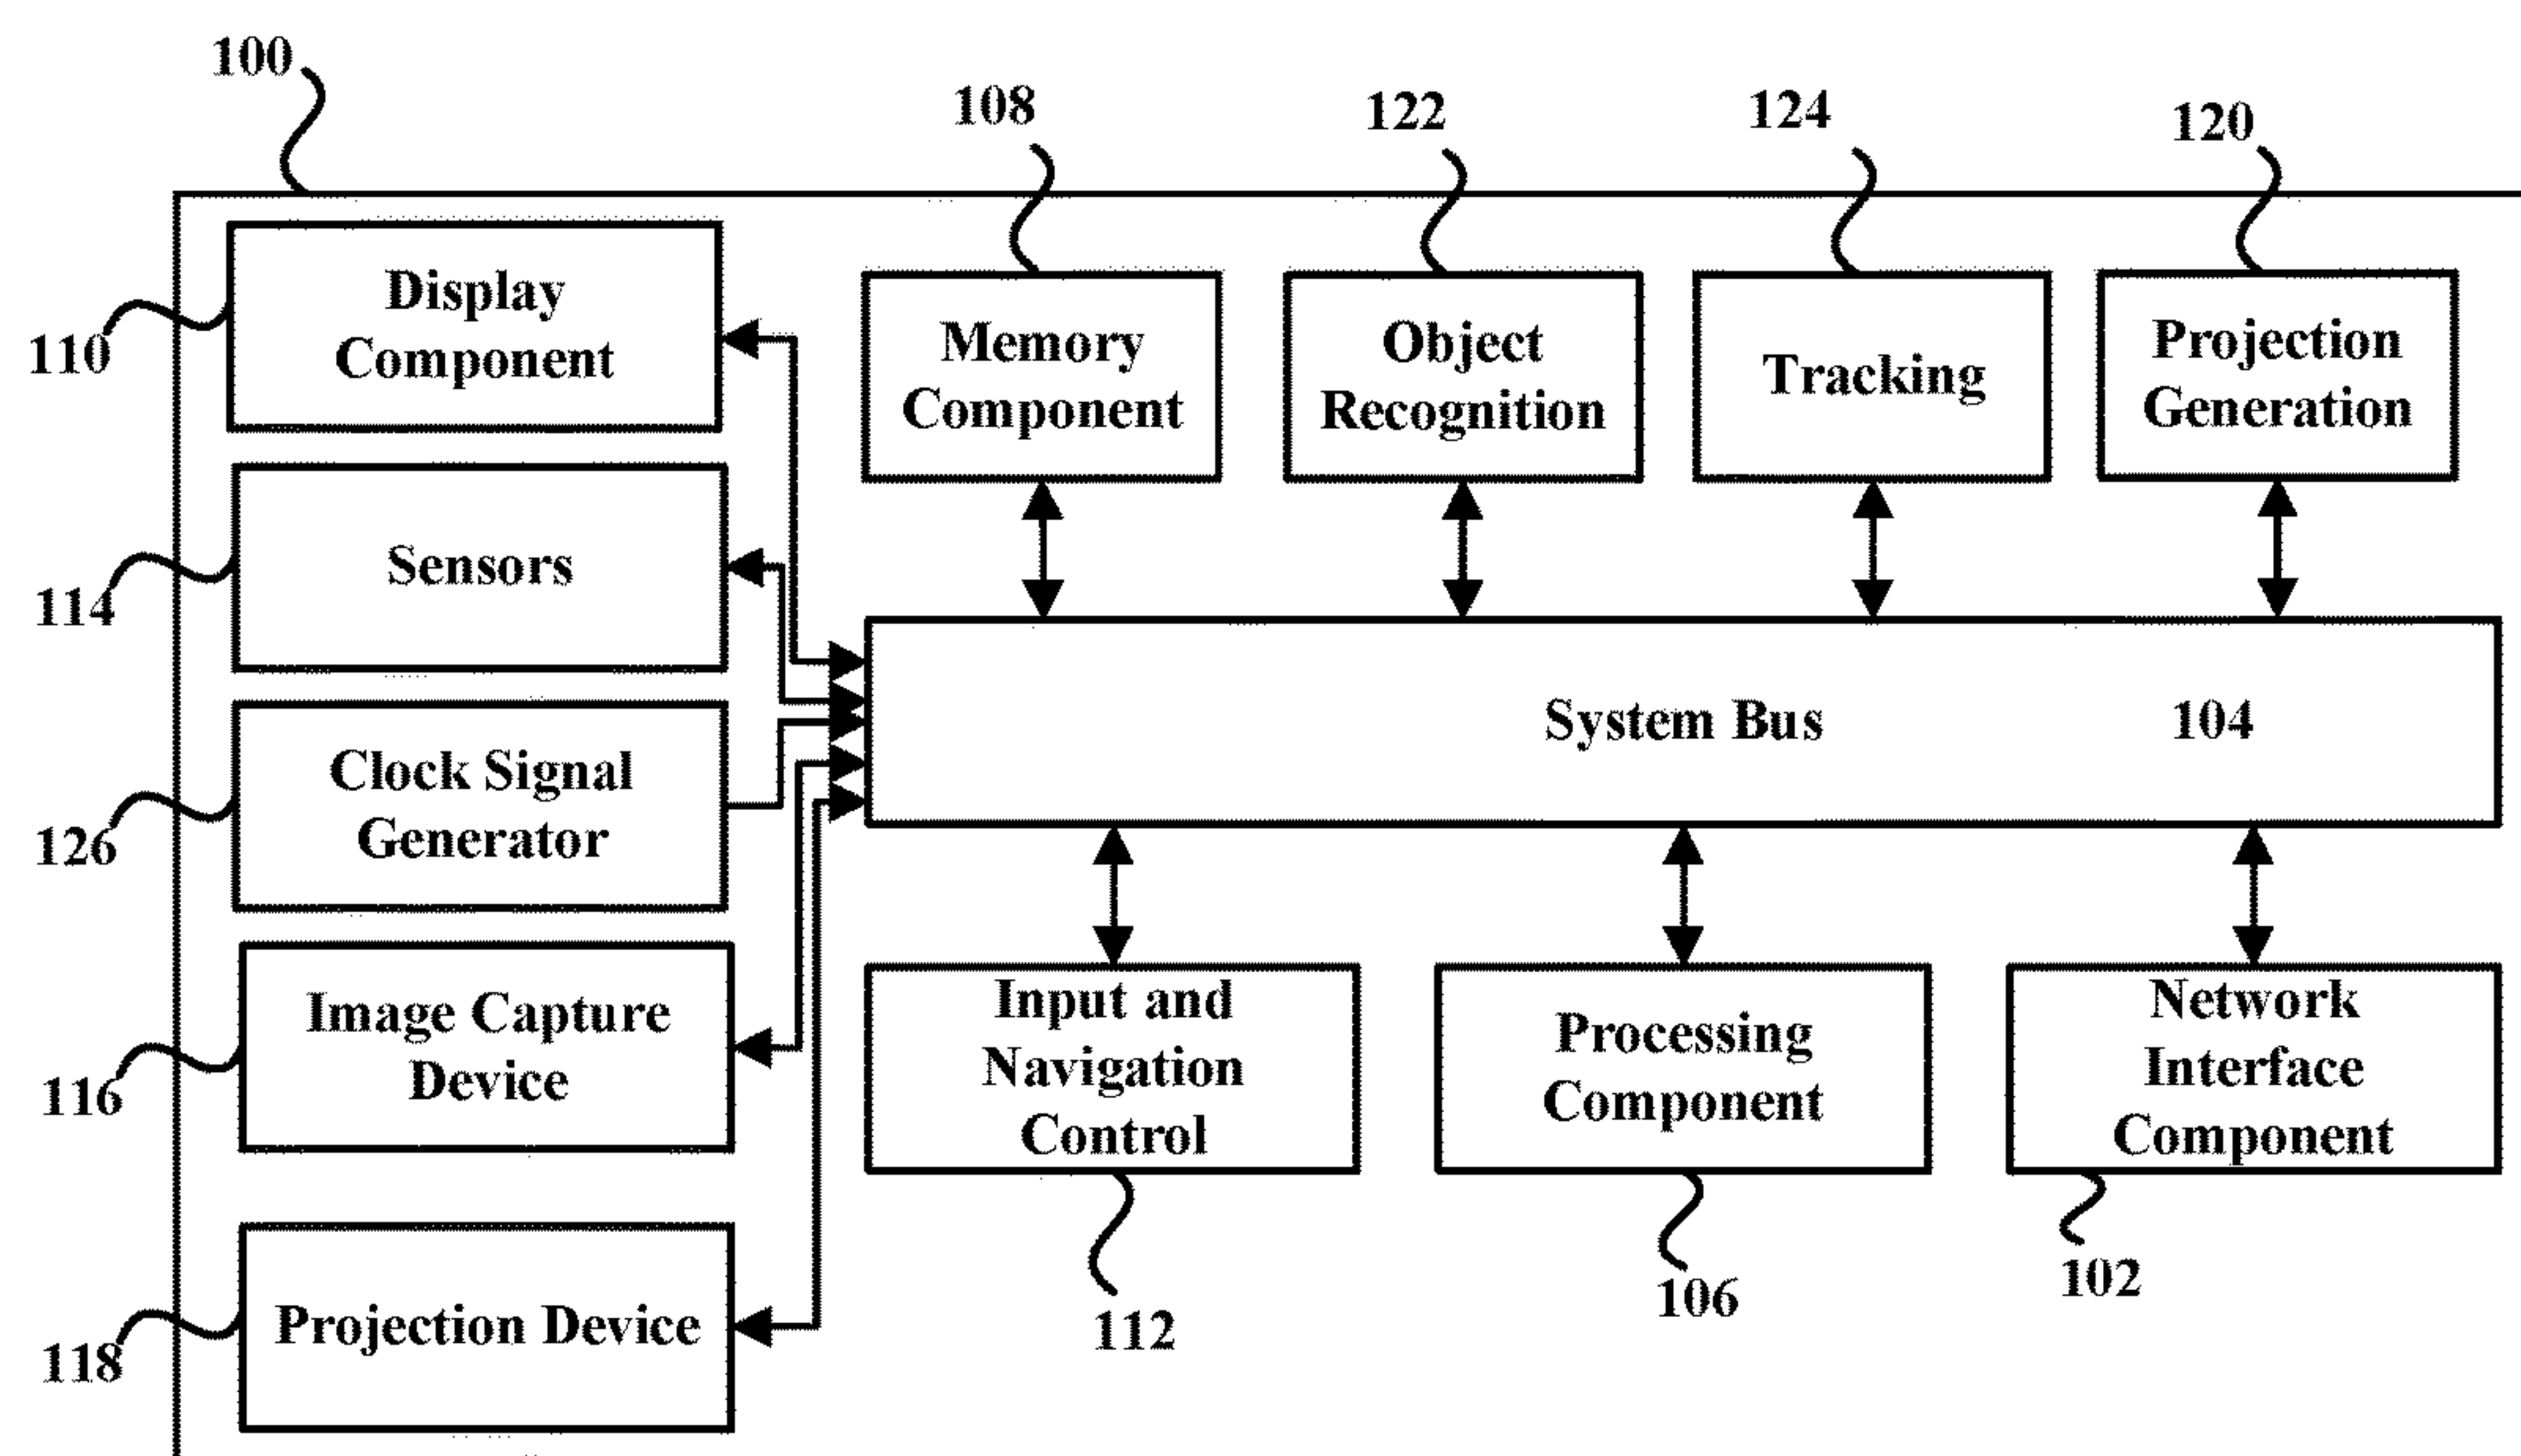 100
108
122
124
120
Display
Component
110
Memory
Component
Object
Recognition
Tracking
Projection
Generation
Sensors
114
System Bus 104
Clock Signal
Generator
126
Image Capture
Device
116
Input and
Navigation
Control
Processing
Component
Network
Interface
Component
112
106
102
Projection Device
118